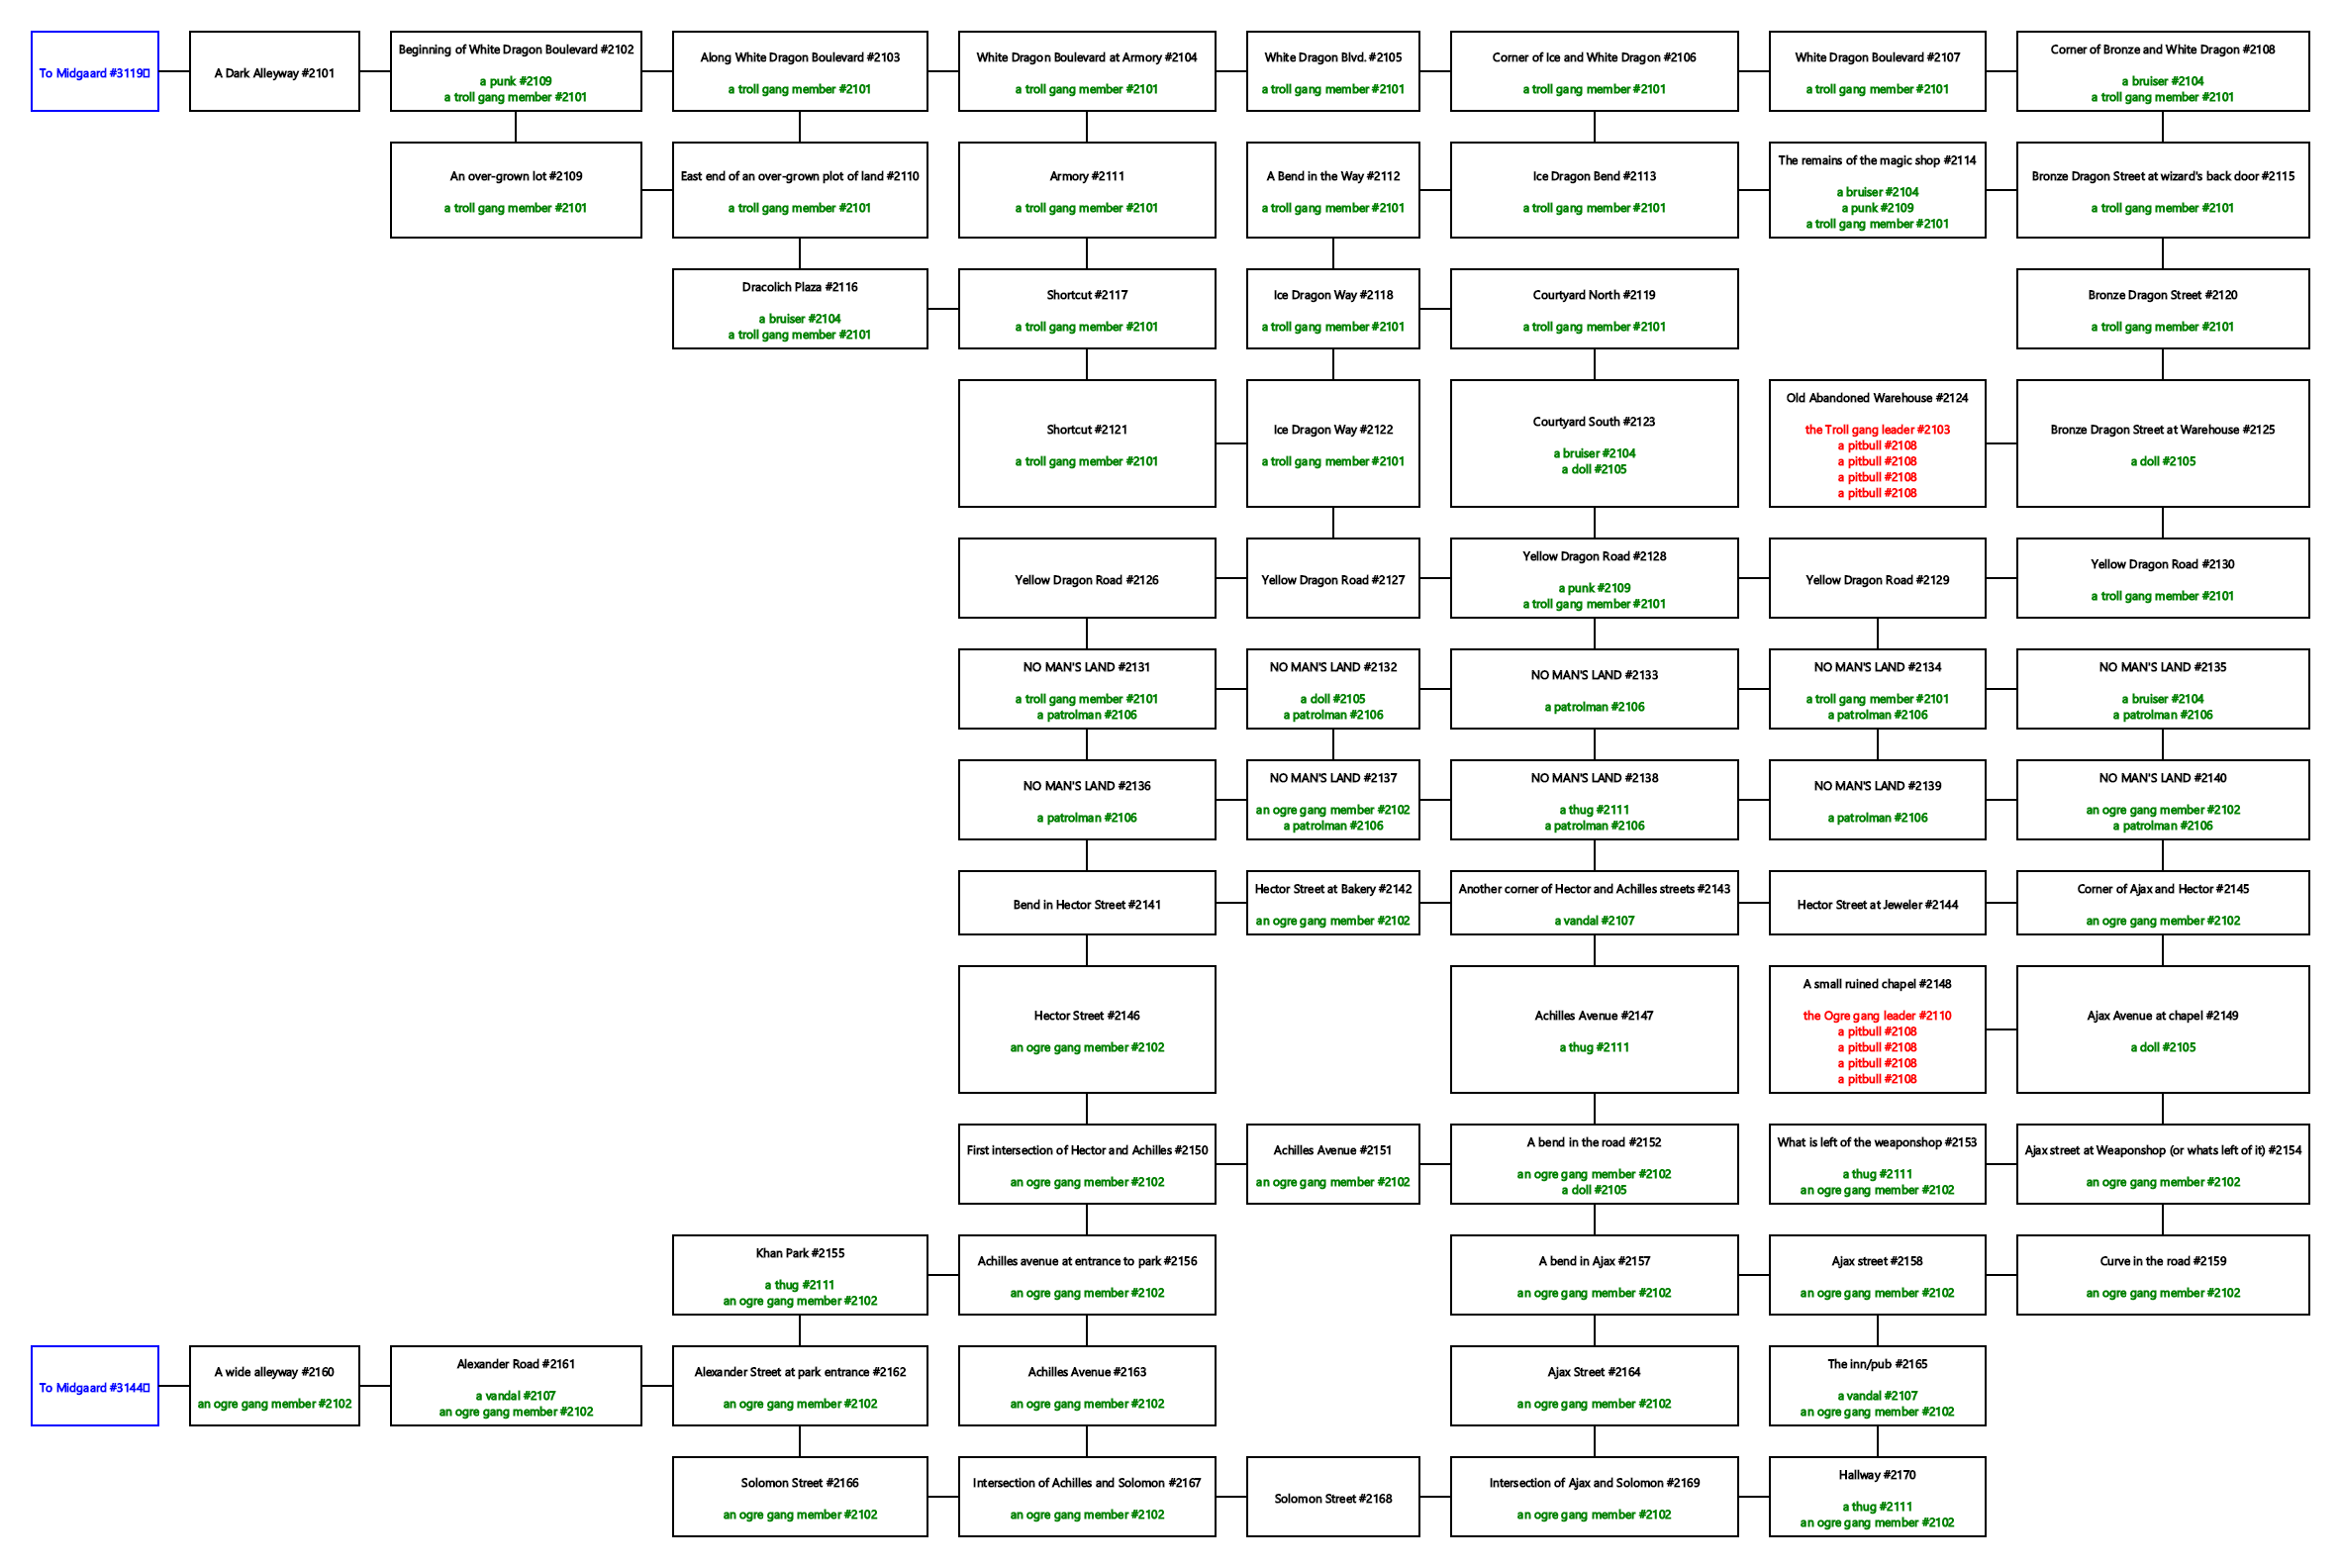 To Midgaard #3119
A Dark Alleyway #2101
Beginning of White Dragon Boulevard #2102
a punk #2109
a troll gang member #2101
Along White Dragon Boulevard #2103
a troll gang member #2101
White Dragon Boulevard at Armory #2104
a troll gang member #2101
White Dragon Blvd. #2105
a troll gang member #2101
Corner of Ice and White Dragon #2106
a troll gang member #2101
White Dragon Boulevard #2107
a troll gang member #2101
Corner of Bronze and White Dragon #2108
a bruiser #2104
a troll gang member #2101
An over-grown lot #2109
a troll gang member #2101
East end of an over-grown plot of land #2110
a troll gang member #2101
Armory #2111
a troll gang member #2101
A Bend in the Way #2112
a troll gang member #2101
Ice Dragon Bend #2113
a troll gang member #2101
The remains of the magic shop #2114
a bruiser #2104
a punk #2109
a troll gang member #2101
Bronze Dragon Street at wizard's back door #2115
a troll gang member #2101
Dracolich Plaza #2116
a bruiser #2104
a troll gang member #2101
Shortcut #2117
a troll gang member #2101
Ice Dragon Way #2118
a troll gang member #2101
Courtyard North #2119
a troll gang member #2101
Bronze Dragon Street #2120
a troll gang member #2101
Shortcut #2121
a troll gang member #2101
Ice Dragon Way #2122
a troll gang member #2101
Courtyard South #2123
a bruiser #2104
a doll #2105
Old Abandoned Warehouse #2124
the Troll gang leader #2103
a pitbull #2108
a pitbull #2108
a pitbull #2108
a pitbull #2108
Bronze Dragon Street at Warehouse #2125
a doll #2105
Yellow Dragon Road #2126
Yellow Dragon Road #2127
Yellow Dragon Road #2128
a punk #2109
a troll gang member #2101
Yellow Dragon Road #2129
Yellow Dragon Road #2130
a troll gang member #2101
NO MAN'S LAND #2131
a troll gang member #2101
a patrolman #2106
NO MAN'S LAND #2132
a doll #2105
a patrolman #2106
NO MAN'S LAND #2133
a patrolman #2106
NO MAN'S LAND #2134
a troll gang member #2101
a patrolman #2106
NO MAN'S LAND #2135
a bruiser #2104
a patrolman #2106
NO MAN'S LAND #2136
a patrolman #2106
NO MAN'S LAND #2137
an ogre gang member #2102
a patrolman #2106
NO MAN'S LAND #2138
a thug #2111
a patrolman #2106
NO MAN'S LAND #2139
a patrolman #2106
NO MAN'S LAND #2140
an ogre gang member #2102
a patrolman #2106
Bend in Hector Street #2141
Hector Street at Bakery #2142
an ogre gang member #2102
Another corner of Hector and Achilles streets #2143
a vandal #2107
Hector Street at Jeweler #2144
Corner of Ajax and Hector #2145
an ogre gang member #2102
Hector Street #2146
an ogre gang member #2102
Achilles Avenue #2147
a thug #2111
A small ruined chapel #2148
the Ogre gang leader #2110
a pitbull #2108
a pitbull #2108
a pitbull #2108
a pitbull #2108
Ajax Avenue at chapel #2149
a doll #2105
First intersection of Hector and Achilles #2150
an ogre gang member #2102
Achilles Avenue #2151
an ogre gang member #2102
A bend in the road #2152
an ogre gang member #2102
a doll #2105
What is left of the weaponshop #2153
a thug #2111
an ogre gang member #2102
Ajax street at Weaponshop (or whats left of it) #2154
an ogre gang member #2102
Khan Park #2155
a thug #2111
an ogre gang member #2102
Achilles avenue at entrance to park #2156
an ogre gang member #2102
A bend in Ajax #2157
an ogre gang member #2102
Ajax street #2158
an ogre gang member #2102
Curve in the road #2159
an ogre gang member #2102
To Midgaard #3144
A wide alleyway #2160
an ogre gang member #2102
Alexander Road #2161
a vandal #2107
an ogre gang member #2102
Alexander Street at park entrance #2162
an ogre gang member #2102
Achilles Avenue #2163
an ogre gang member #2102
Ajax Street #2164
an ogre gang member #2102
The inn/pub #2165
a vandal #2107
an ogre gang member #2102
Solomon Street #2166
an ogre gang member #2102
Intersection of Achilles and Solomon #2167
an ogre gang member #2102
Solomon Street #2168
Intersection of Ajax and Solomon #2169
an ogre gang member #2102
Hallway #2170
a thug #2111
an ogre gang member #2102